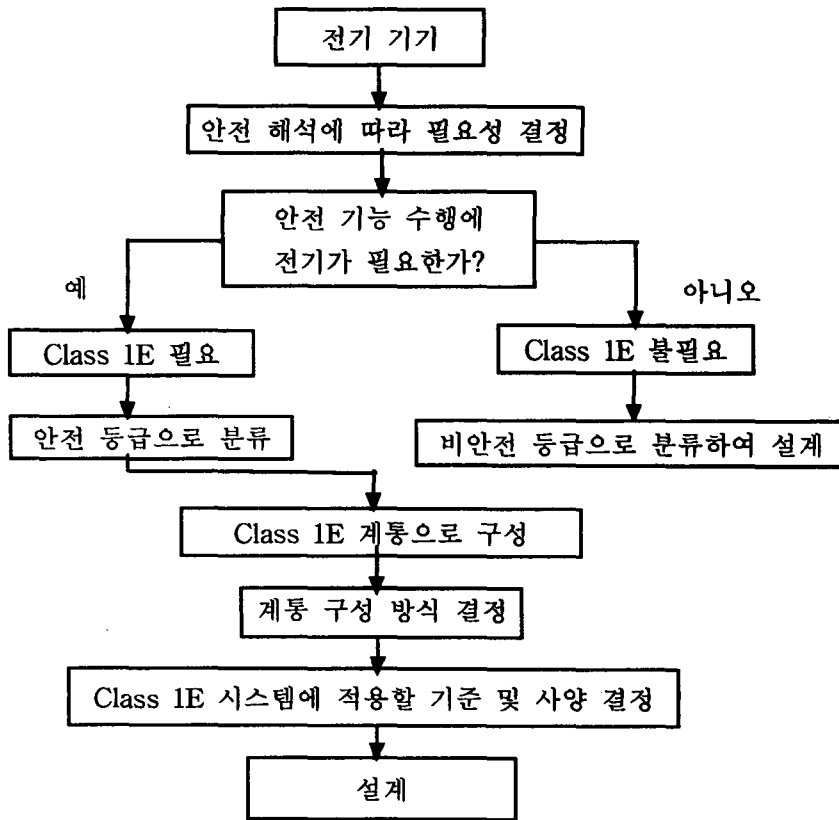 전기 기기
안전 해석에 따라 필요성 결정
안전 기능 수행에
전기가 필요한가?
예
아니오
Class 1E 필요
Class 1E 불필요
안전 등급으로 분류
비안전 등급으로 분류하여 설계
Class 1E 계통으로 구성
계통 구성 방식 결정
Class 1E 시스템에 적용할 기준 및 사양 결정
설계